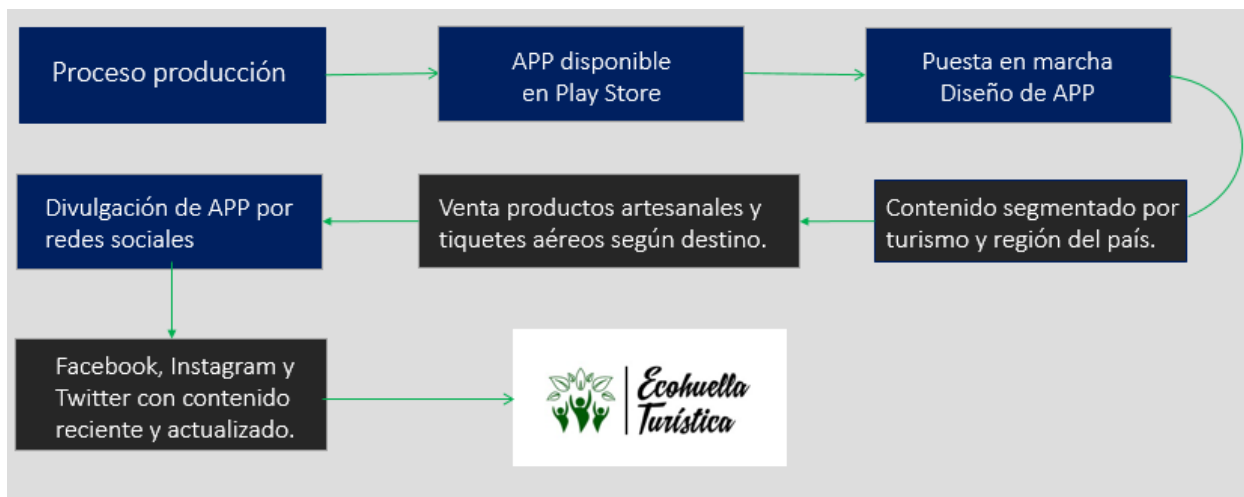 Proceso producción
APP disponible
en Play Store
Puesta en marcha
Diseño de APP
Contenido segmentado por
turismo y región del país.
Venta productos artesanales y
tiquetes aéreos según destino.
Divulgación de APP por
redes sociales
Facebook, Instagram y
Twitter con contenido
reciente y actualizado.
Ecohuella
Turística